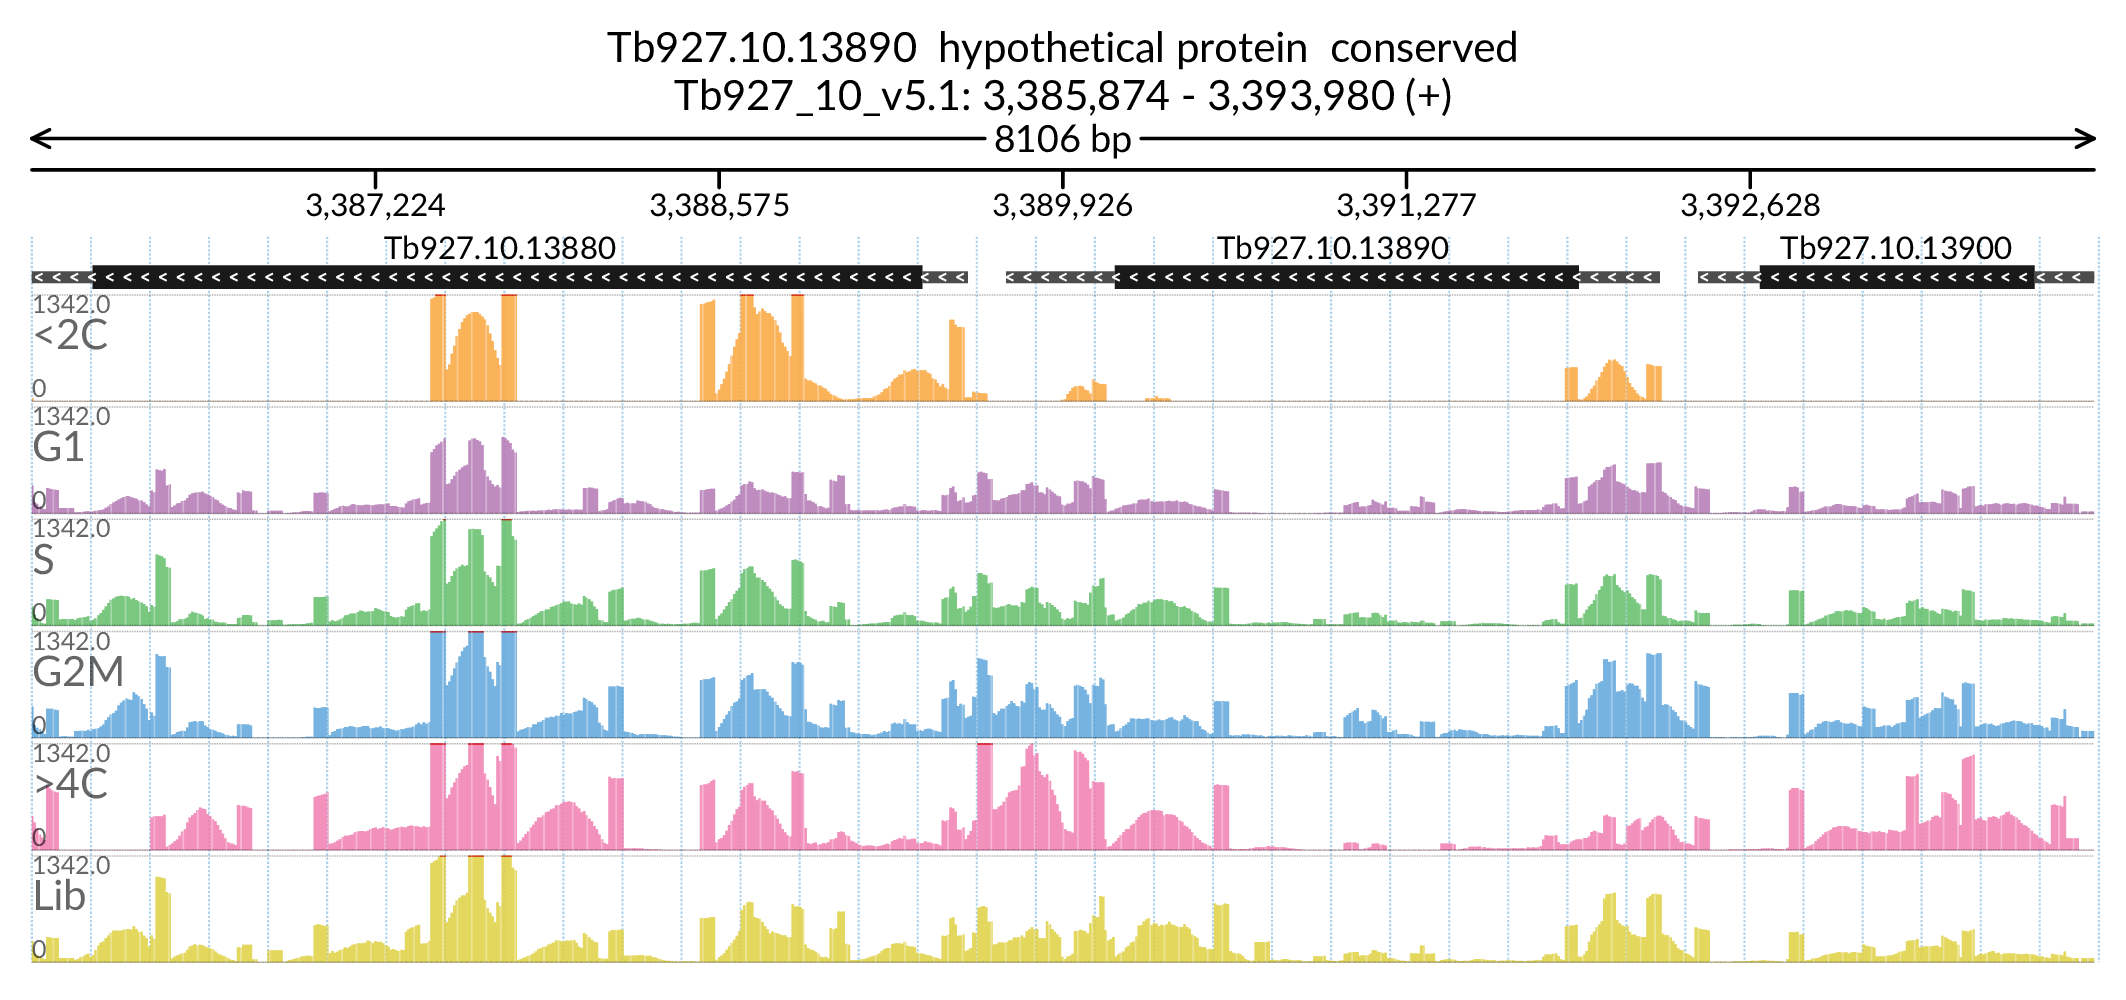 Tb927.10.13890 hypothetical protein conserved
Tb927_10_v5.1: 3,385,874 - 3,393,980 (+)
8106 bp
3,387,224 3,388,575 3,389,926 3,391,277 3,392,628
Tb927.10.13880 Tb927.10.13890 Tb927.10.13900
1342.0
<2C
0
1342.0
G1
0
1342.0
S
0
1342.0
G2M
0
1342.0
>4C
0
1342.0
Lib
0